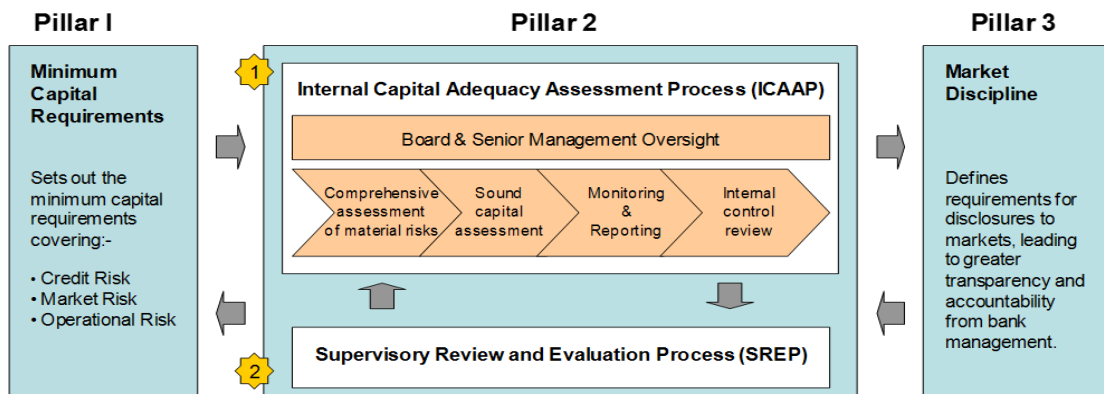 Pillar I
Minimum
Capital
Requirements
Sets out the
minimum capital
requirements
covering:-
• Credit Risk
• Market Risk
• Operational Risk
Pillar 2
1
Internal Capital Adequacy Assessment Process (ICAAP)
Board & Senior Management Oversight
Comprehensive
assessment
of material risks
Sound
capital
assessment
Monitoring
&
Reporting
Internal
control
review
2
Supervisory Review and Evaluation Process (SREP)
Pillar 3
Market
Discipline
Defines
requirements for
disclosures to
markets, leading
to greater
transparency and
accountability
from bank
management.